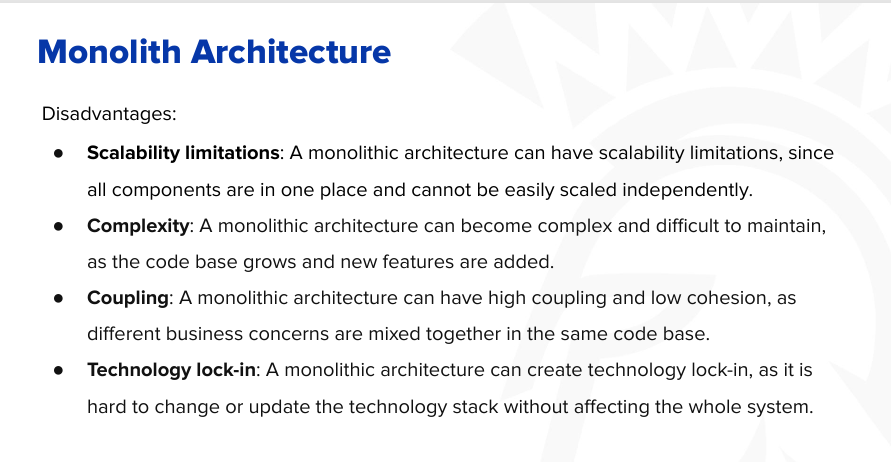 Monolith Architecture
Disadvantages:
● Scalability limitations: A monolithic architecture can have scalability limitations, since
all components are in one place and cannot be easily scaled independently.
● Complexity: A monolithic architecture can become complex and difficult to maintain,
as the code base grows and new features are added.
● Coupling: A monolithic architecture can have high coupling and low cohesion, as
different business concerns are mixed together in the same code base.
● Technology lock-in: A monolithic architecture can create technology lock-in, as it is
hard to change or update the technology stack without affecting the whole system.